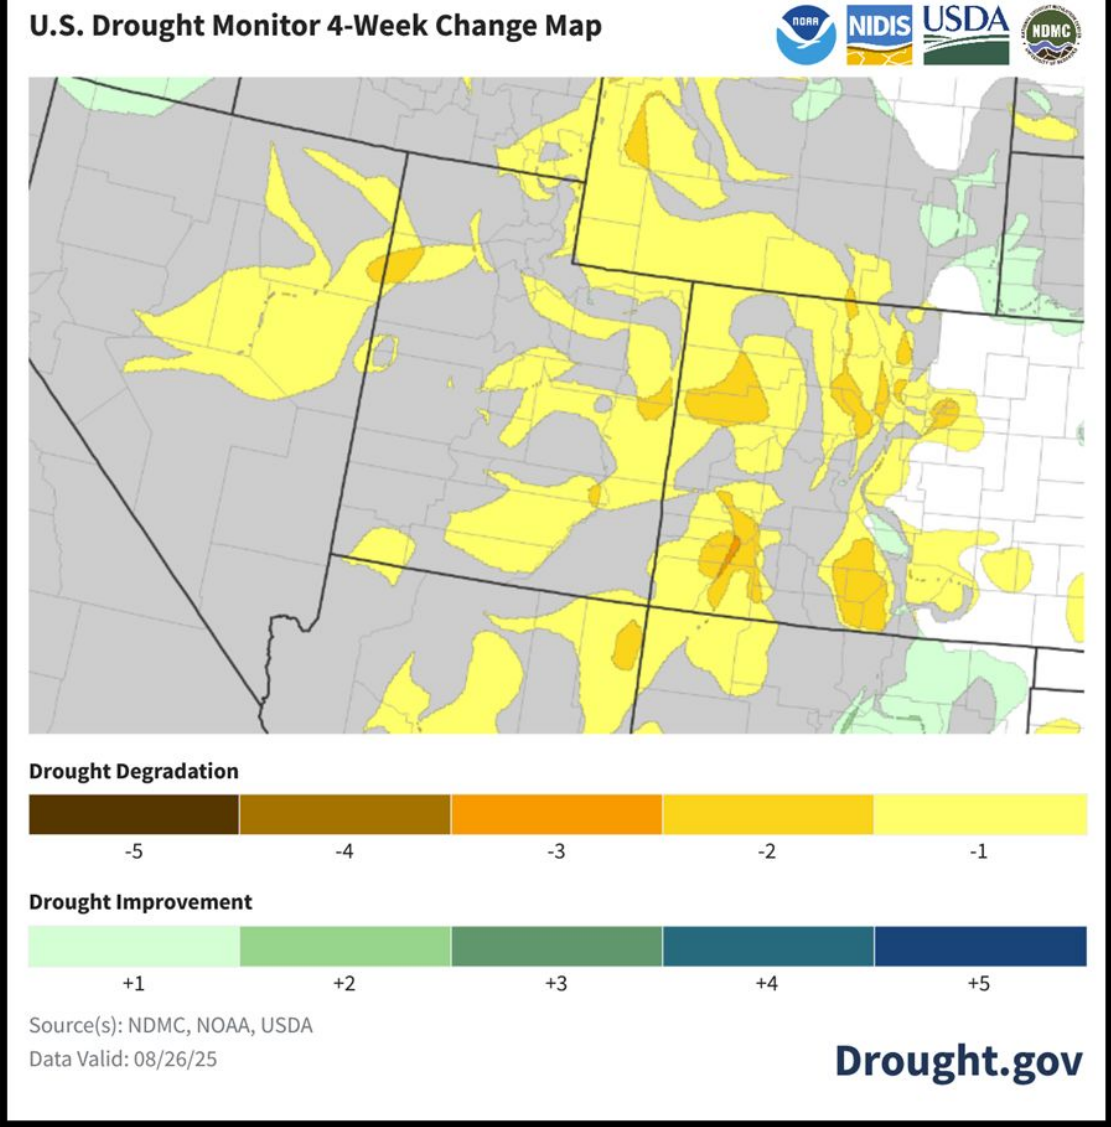 U.S. Drought Monitor 4-Week Change Map
NOAA
NIDIS
USDA
NDMC
Drought Degradation
-5 -4 -3 -2 -1
Drought Improvement
+1 +2 +3 +4 +5
Source(s): NDMC, NOAA, USDA
Data Valid: 08/26/25
Drought.gov